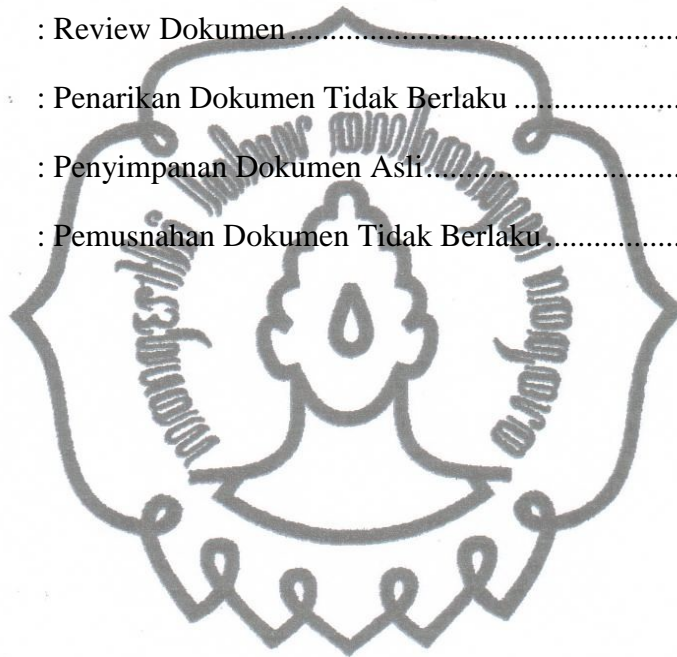 : Review Dokumen............................................
: Penarikan Dokumen Tidak Berlaku....................
: Penyimpanan Dokumen Asli...............................
: Pemusnahan Dokumen Tidak Berlaku.................